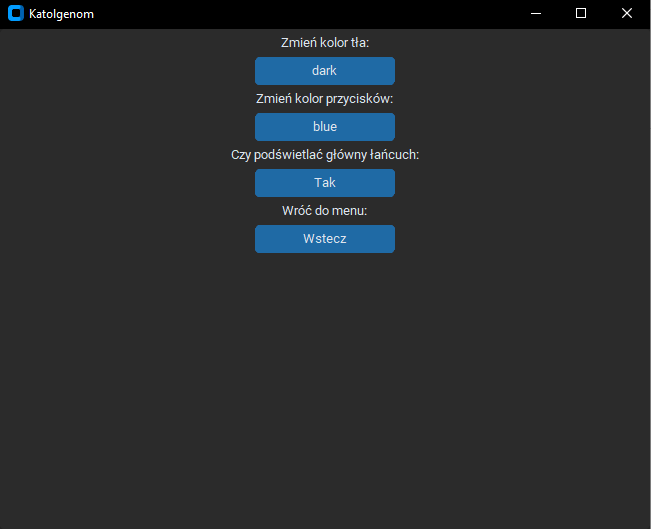 Katolgenom
Zmień kolor tła:
dark
Zmień kolor przycisków:
blue
Czy podświetlać główny łańcuch:
Tak
Wróć do menu:
Wstecz